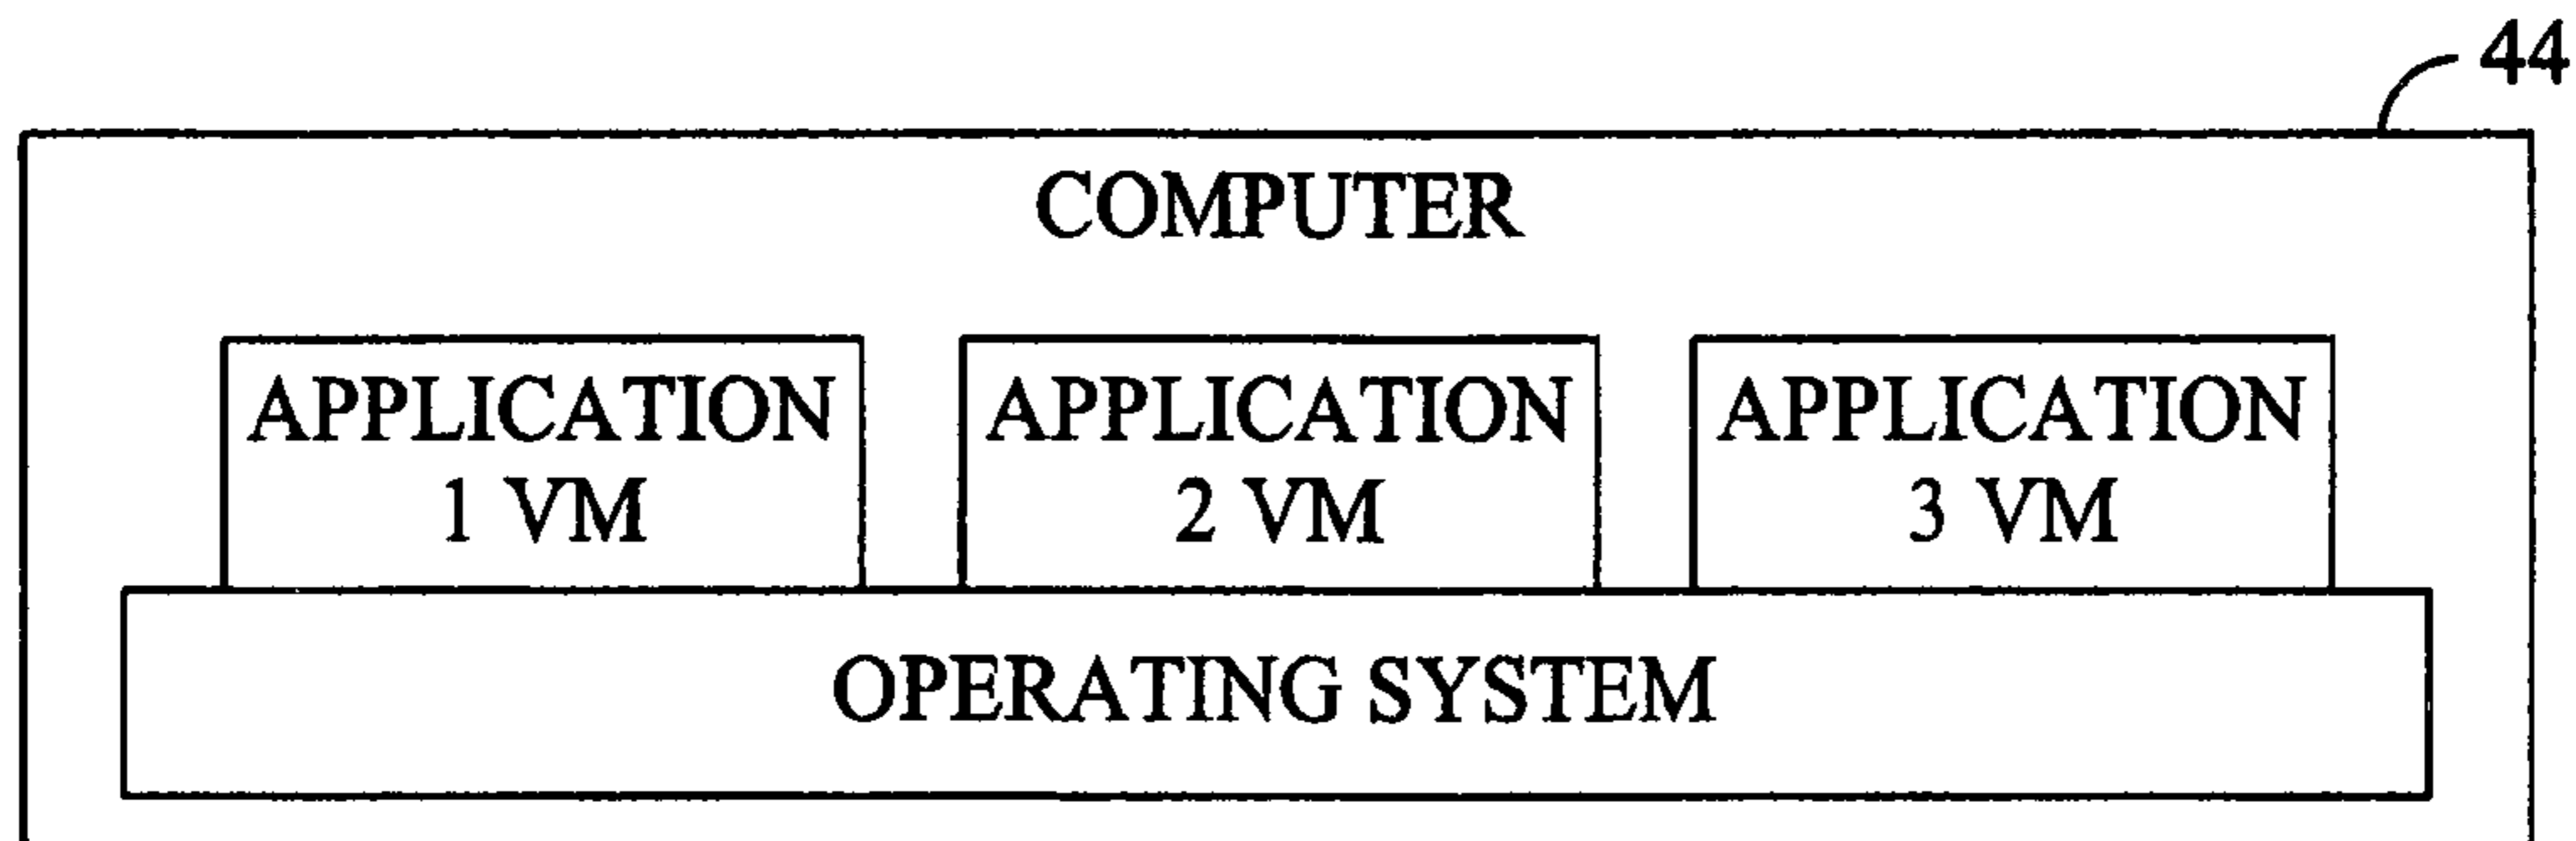 44
COMPUTER
APPLICATION
1 VM
APPLICATION
2 VM
APPLICATION
3 VM
OPERATING SYSTEM